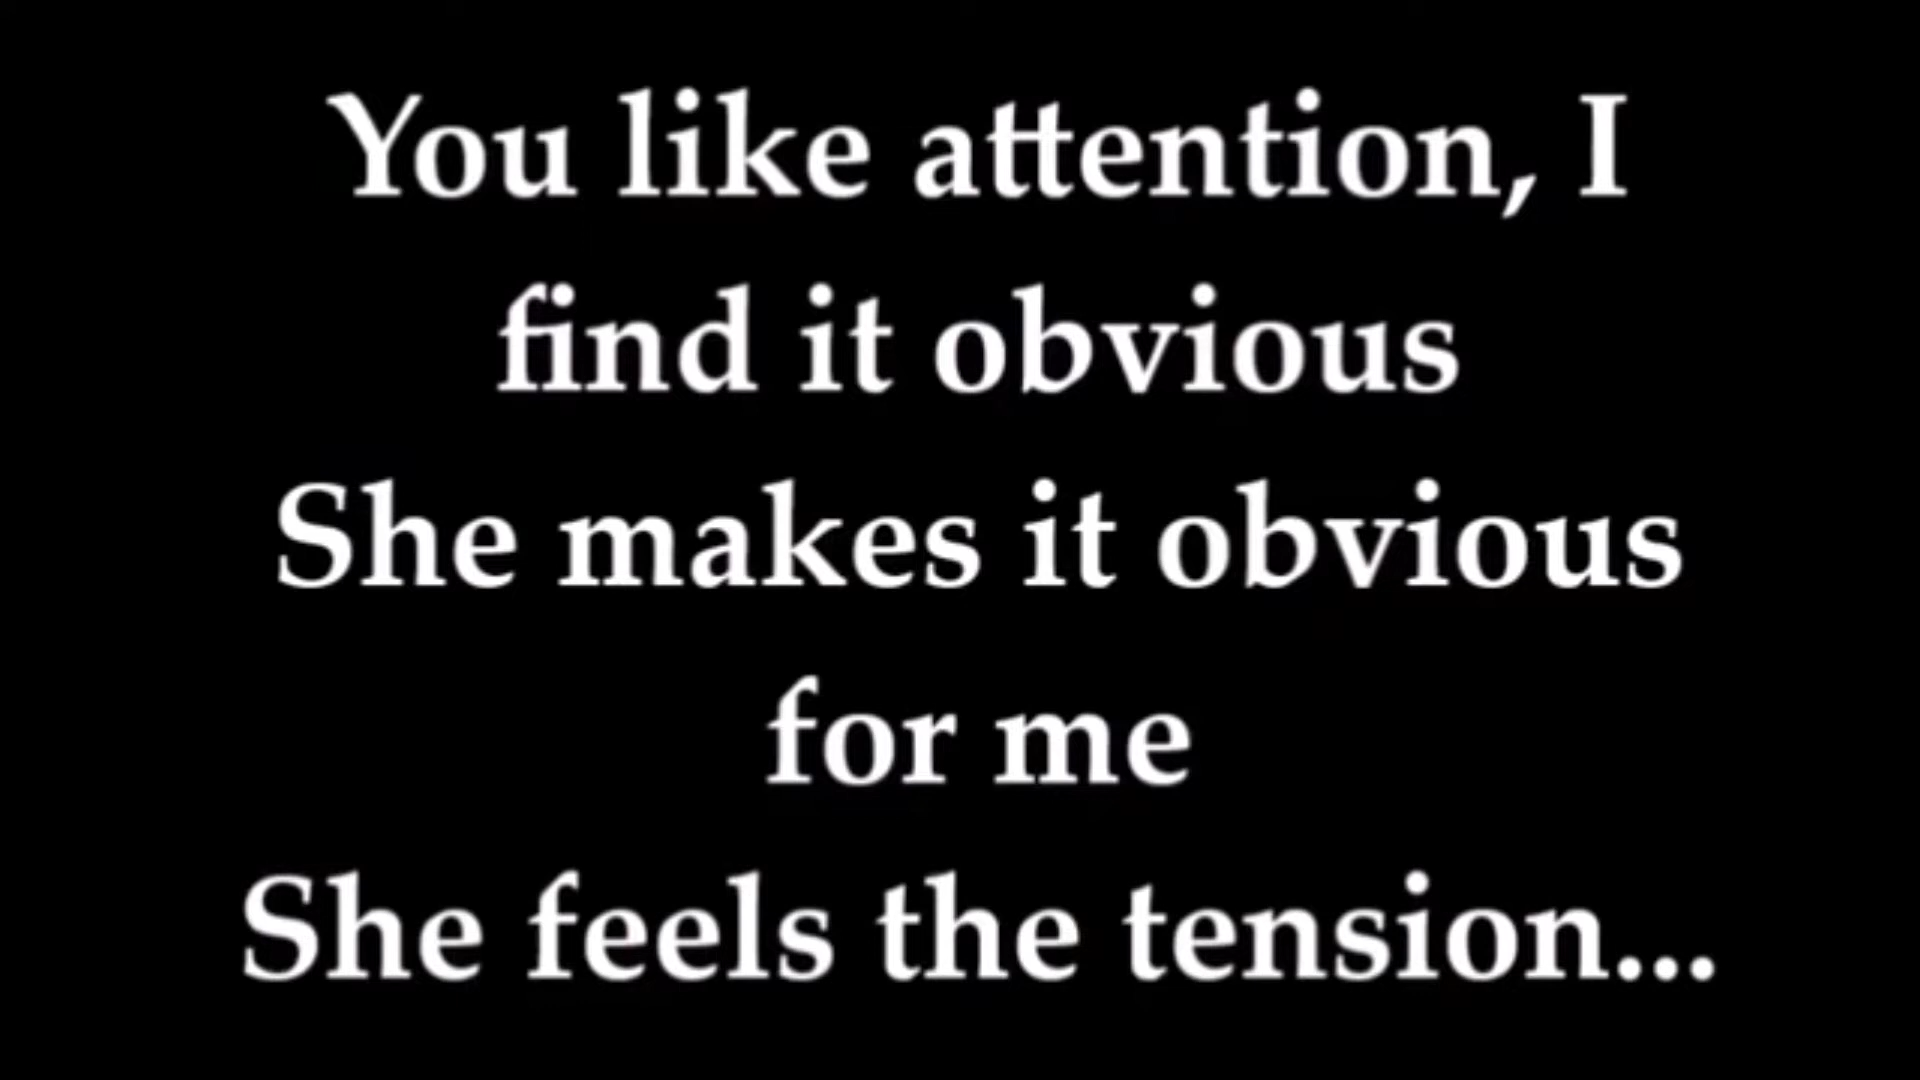 You like attention, I
find it obvious
She makes it obvious
for me
She feels the tension...